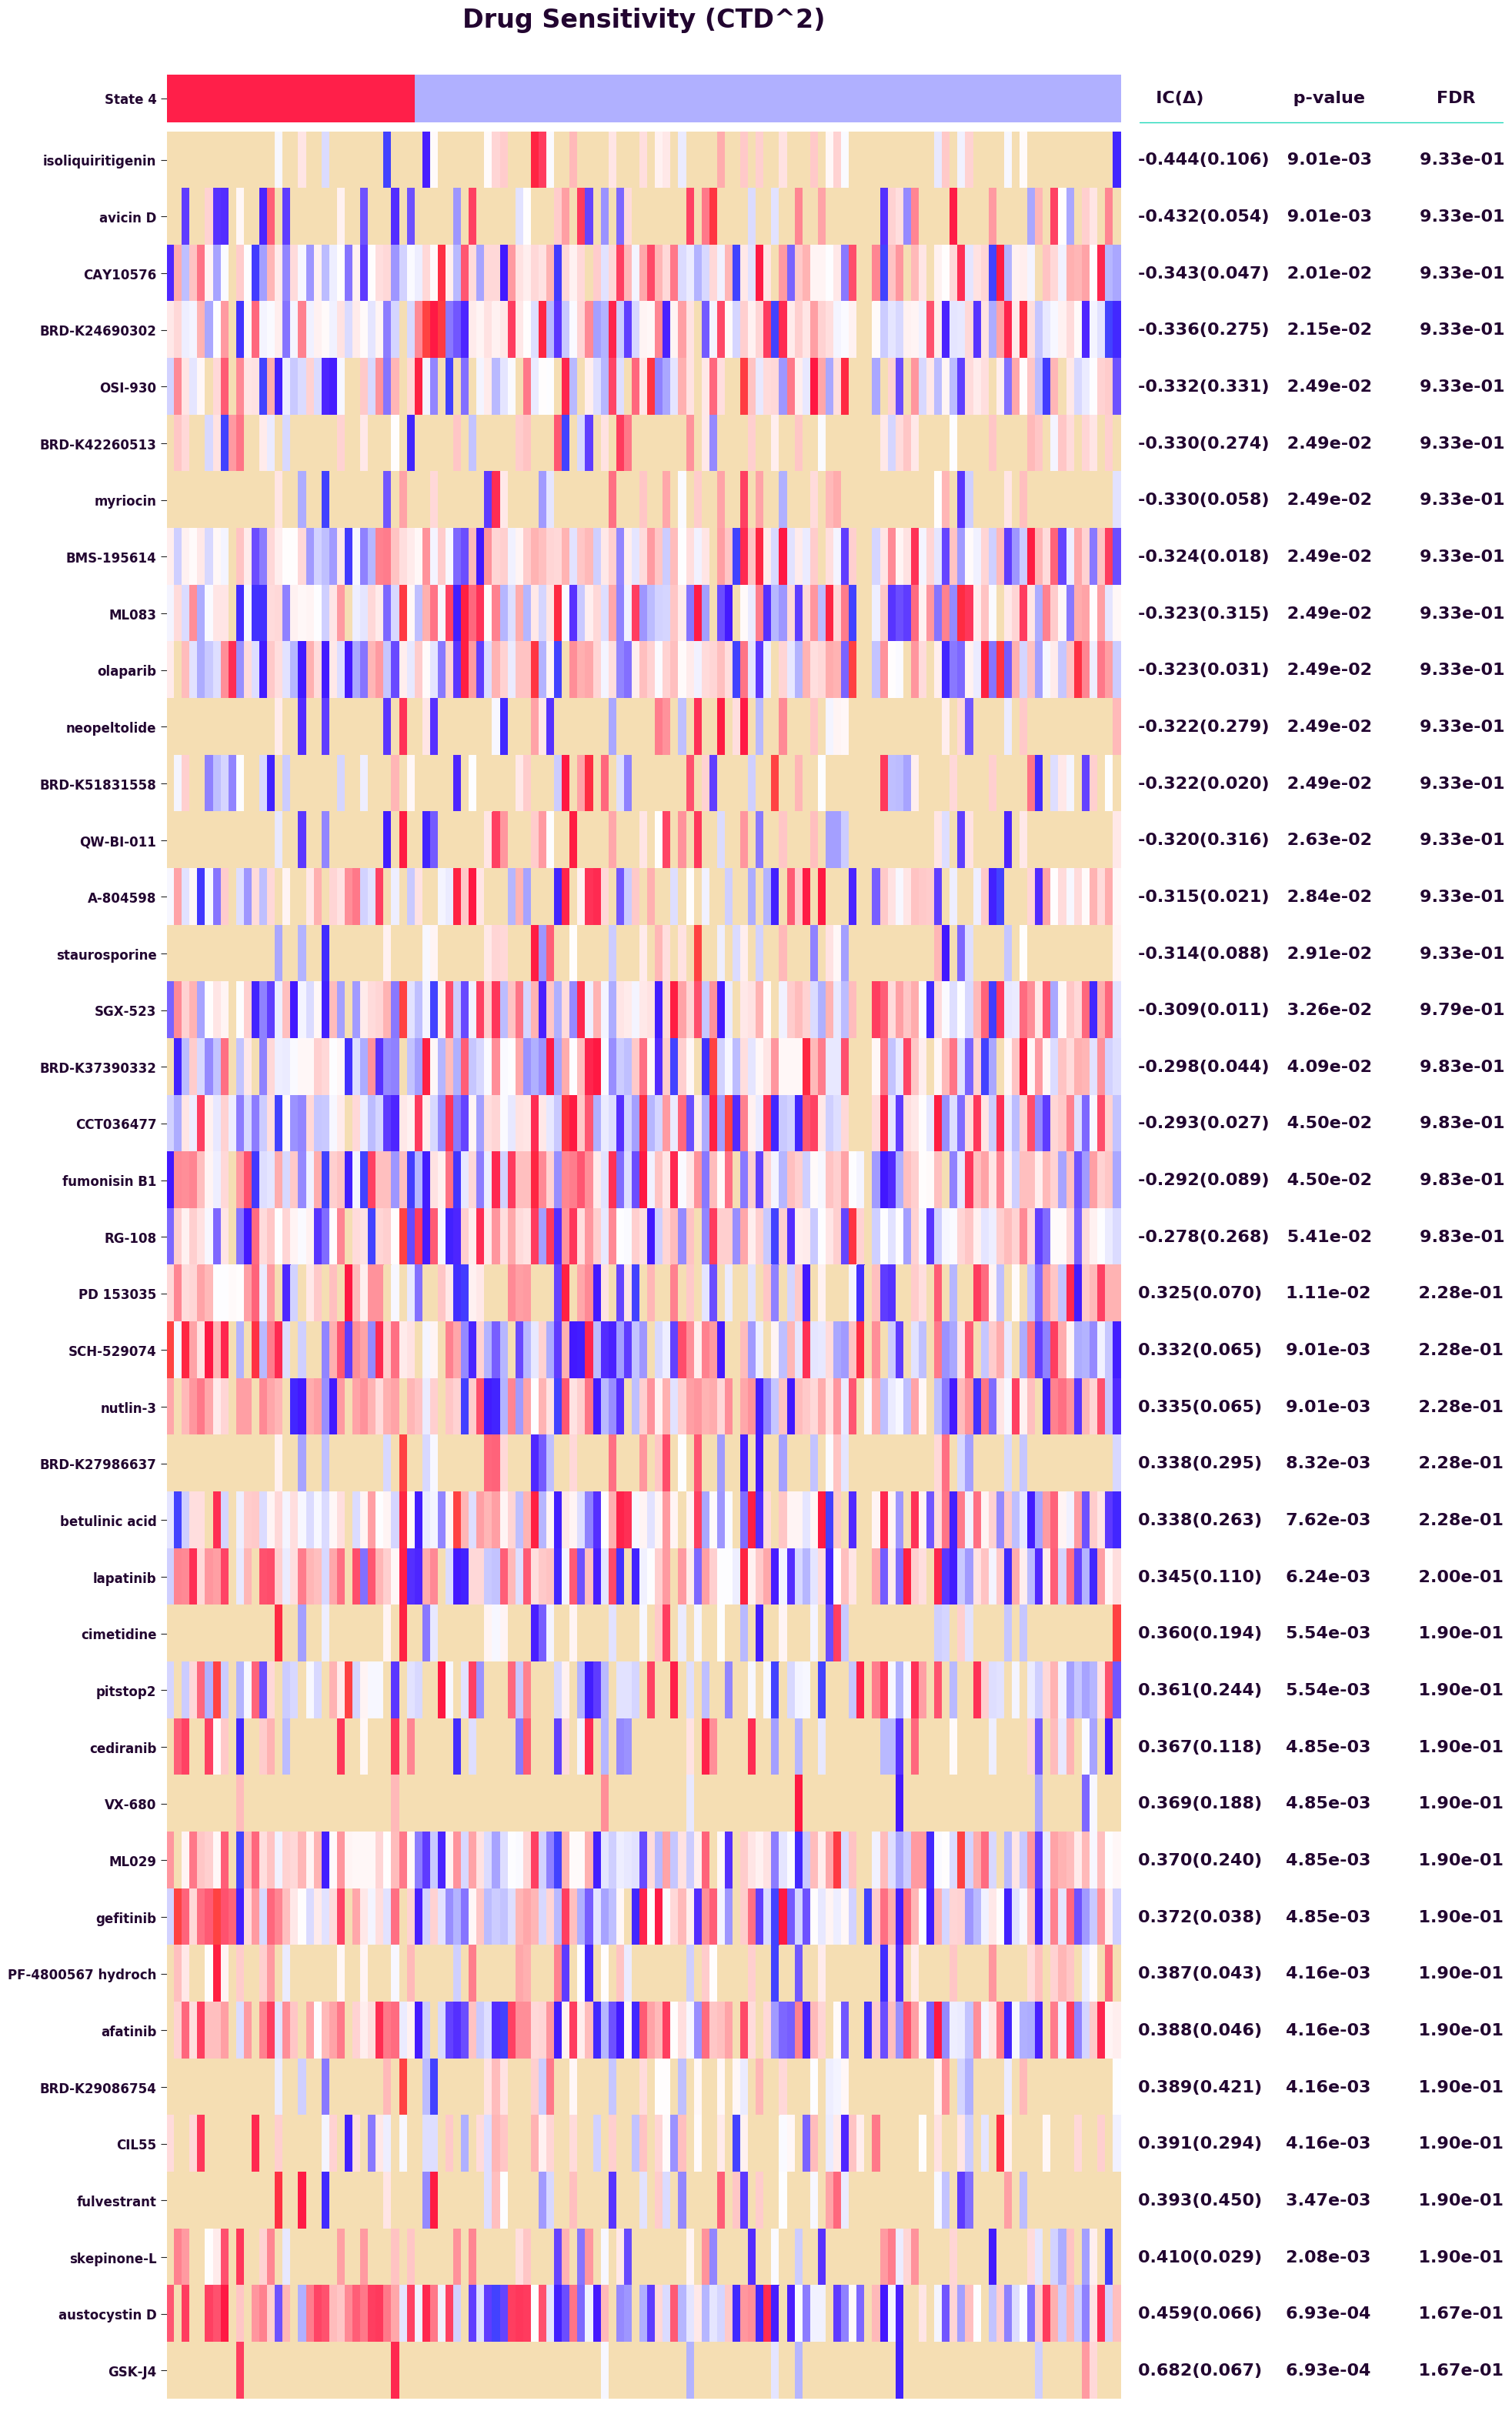 Drug Sensitivity (CTD^2)
State 4 IC(Δ) p-value FDR
isoliquiritigenin -0.444(0.106) 9.01e-03 9.33e-01
avicin D -0.432(0.054) 9.01e-03 9.33e-01
CAY10576 -0.343(0.047) 2.01e-02 9.33e-01
BRD-K24690302 -0.336(0.275) 2.15e-02 9.33e-01
OSI-930 -0.332(0.331) 2.49e-02 9.33e-01
BRD-K42260513 -0.330(0.274) 2.49e-02 9.33e-01
myriocin -0.330(0.058) 2.49e-02 9.33e-01
BMS-195614 -0.324(0.018) 2.49e-02 9.33e-01
ML083 -0.323(0.315) 2.49e-02 9.33e-01
olaparib -0.323(0.031) 2.49e-02 9.33e-01
neopeltolide -0.322(0.279) 2.49e-02 9.33e-01
BRD-K51831558 -0.322(0.020) 2.49e-02 9.33e-01
QW-BI-011 -0.320(0.316) 2.63e-02 9.33e-01
A-804598 -0.315(0.021) 2.84e-02 9.33e-01
staurosporine -0.314(0.088) 2.91e-02 9.33e-01
SGX-523 -0.309(0.011) 3.26e-02 9.79e-01
BRD-K37390332 -0.298(0.044) 4.09e-02 9.83e-01
CCT036477 -0.293(0.027) 4.50e-02 9.83e-01
fumonisin B1 -0.292(0.089) 4.50e-02 9.83e-01
RG-108 -0.278(0.268) 5.41e-02 9.83e-01
PD 153035 0.325(0.070) 1.11e-02 2.28e-01
SCH-529074 0.332(0.065) 9.01e-03 2.28e-01
nutlin-3 0.335(0.065) 9.01e-03 2.28e-01
BRD-K27986637 0.338(0.295) 8.32e-03 2.28e-01
betulinic acid 0.338(0.263) 7.62e-03 2.28e-01
lapatinib 0.345(0.110) 6.24e-03 2.00e-01
cimetidine 0.360(0.194) 5.54e-03 1.90e-01
pitstop2 0.361(0.244) 5.54e-03 1.90e-01
cediranib 0.367(0.118) 4.85e-03 1.90e-01
VX-680 0.369(0.188) 4.85e-03 1.90e-01
ML029 0.370(0.240) 4.85e-03 1.90e-01
gefitinib 0.372(0.038) 4.85e-03 1.90e-01
PF-4800567 hydroch 0.387(0.043) 4.16e-03 1.90e-01
afatinib 0.388(0.046) 4.16e-03 1.90e-01
BRD-K29086754 0.389(0.421) 4.16e-03 1.90e-01
CIL55 0.391(0.294) 4.16e-03 1.90e-01
fulvestrant 0.393(0.450) 3.47e-03 1.90e-01
skepinone-L 0.410(0.029) 2.08e-03 1.90e-01
austocystin D 0.459(0.066) 6.93e-04 1.67e-01
GSK-J4 0.682(0.067) 6.93e-04 1.67e-01